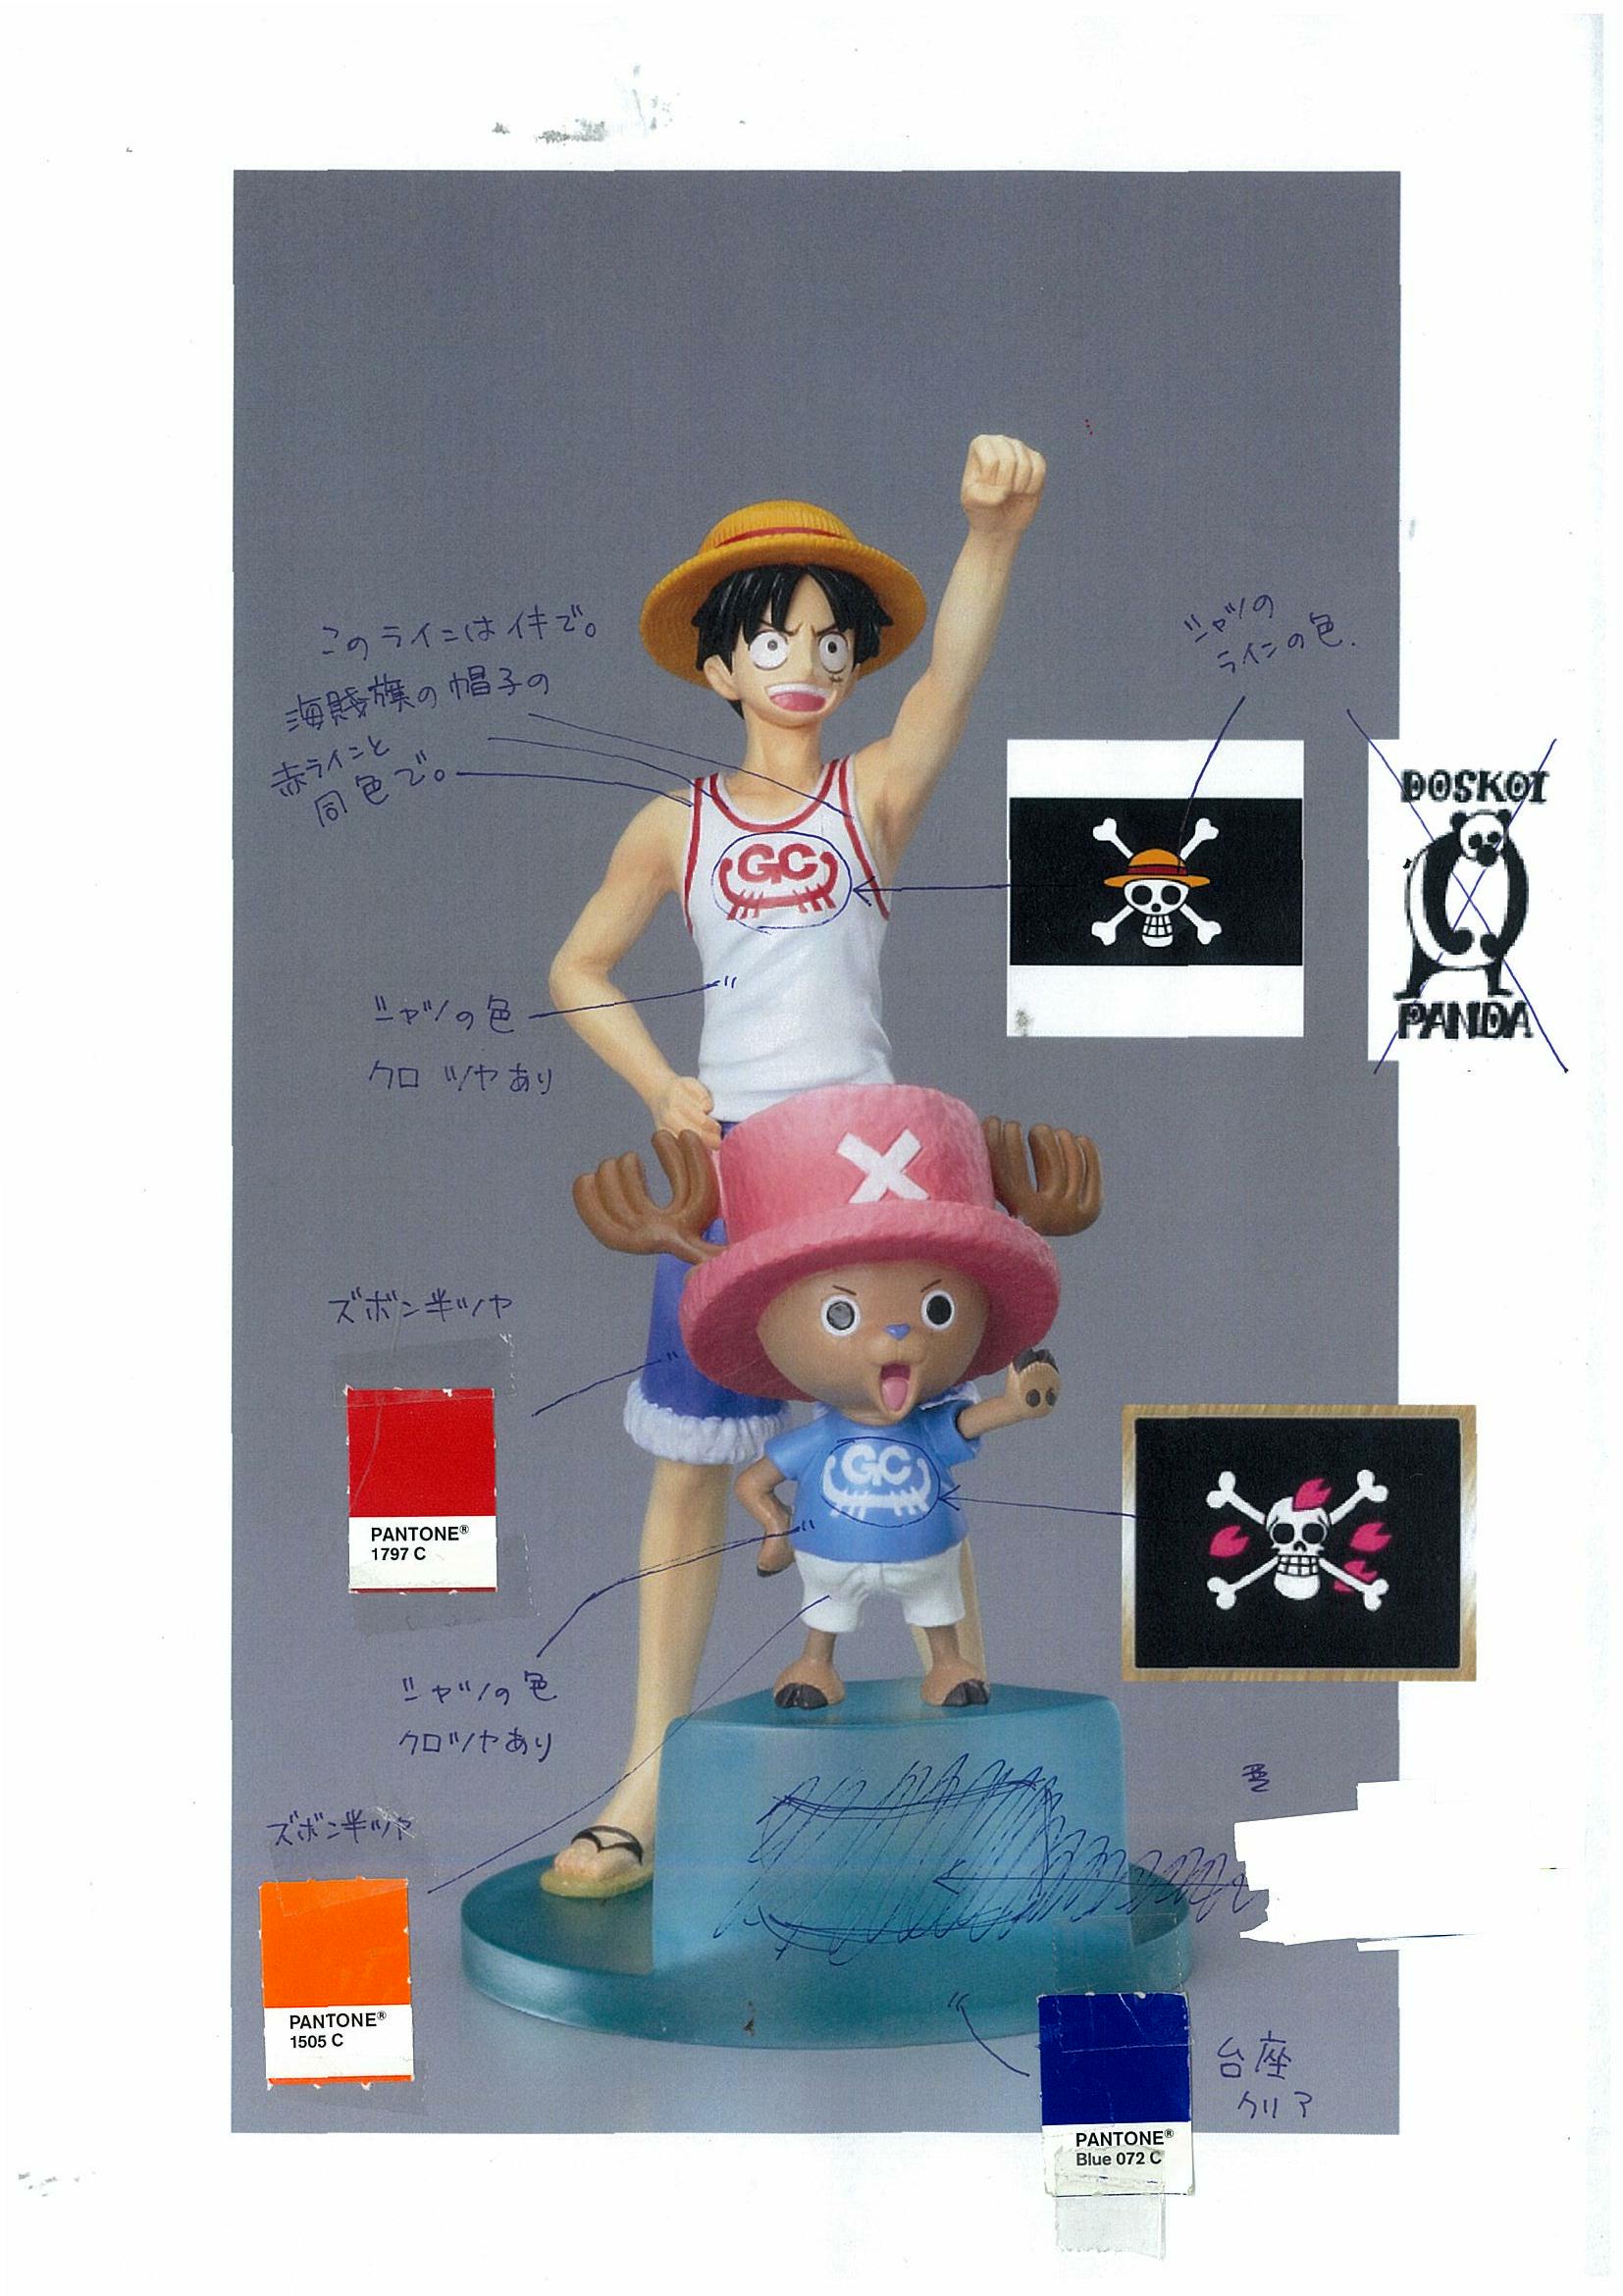 このラインはイキで。
海賊旗の帽子の
赤ラインと
同色で。
シャツの
ラインの色.
DOSKOI
PANDA
GC
シャツの色
クロ ツヤあり
ズボン半ツヤ
PANTONE®
1797 C
GC
シャツの色
クロツヤあり
ズボン半ツヤ
PANTONE®
1505 C
PANTONE®
Blue 072 C
台座
クリア